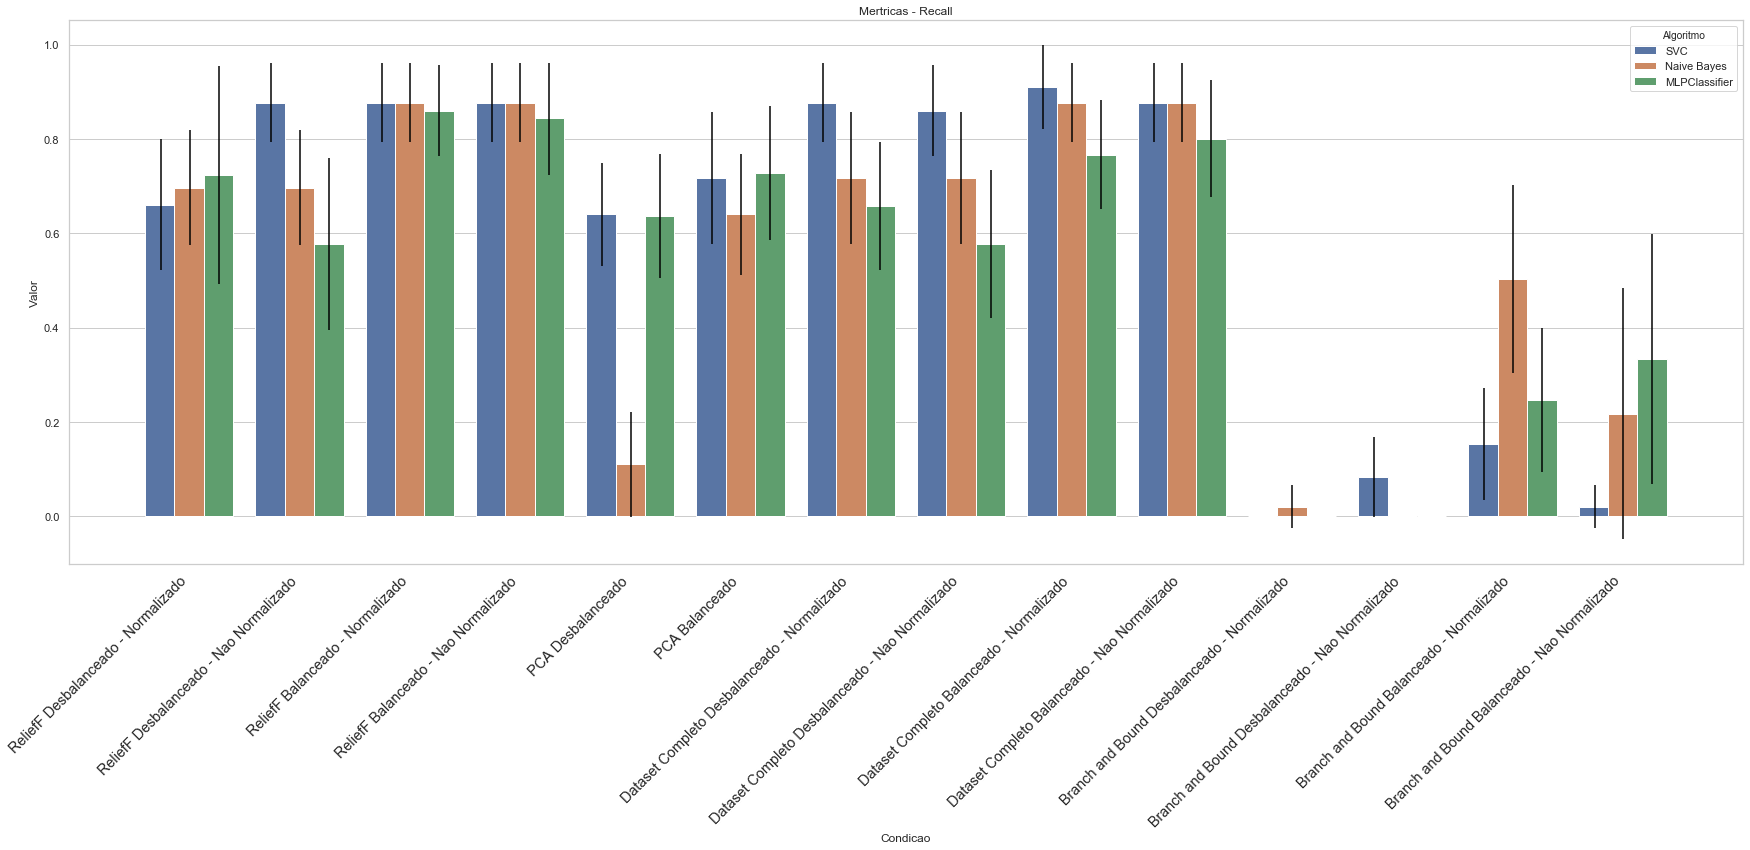 Mertricas - Recall
Algoritmo
SVC
Naive Bayes
MLPClassifier
Valor
1.0
0.8
0.6
0.4
0.2
0.0
ReliefF Desbalanceado - Normalizado
ReliefF Desbalanceado - Nao Normalizado
ReliefF Balanceado - Normalizado
ReliefF Balanceado - Nao Normalizado
PCA Desbalanceado
PCA Balanceado
Dataset Completo Desbalanceado - Normalizado
Dataset Completo Desbalanceado - Nao Normalizado
Dataset Completo Balanceado - Normalizado
Dataset Completo Balanceado - Nao Normalizado
Branch and Bound Desbalanceado - Normalizado
Branch and Bound Desbalanceado - Nao Normalizado
Branch and Bound Balanceado - Normalizado
Branch and Bound Balanceado - Nao Normalizado
Condicao